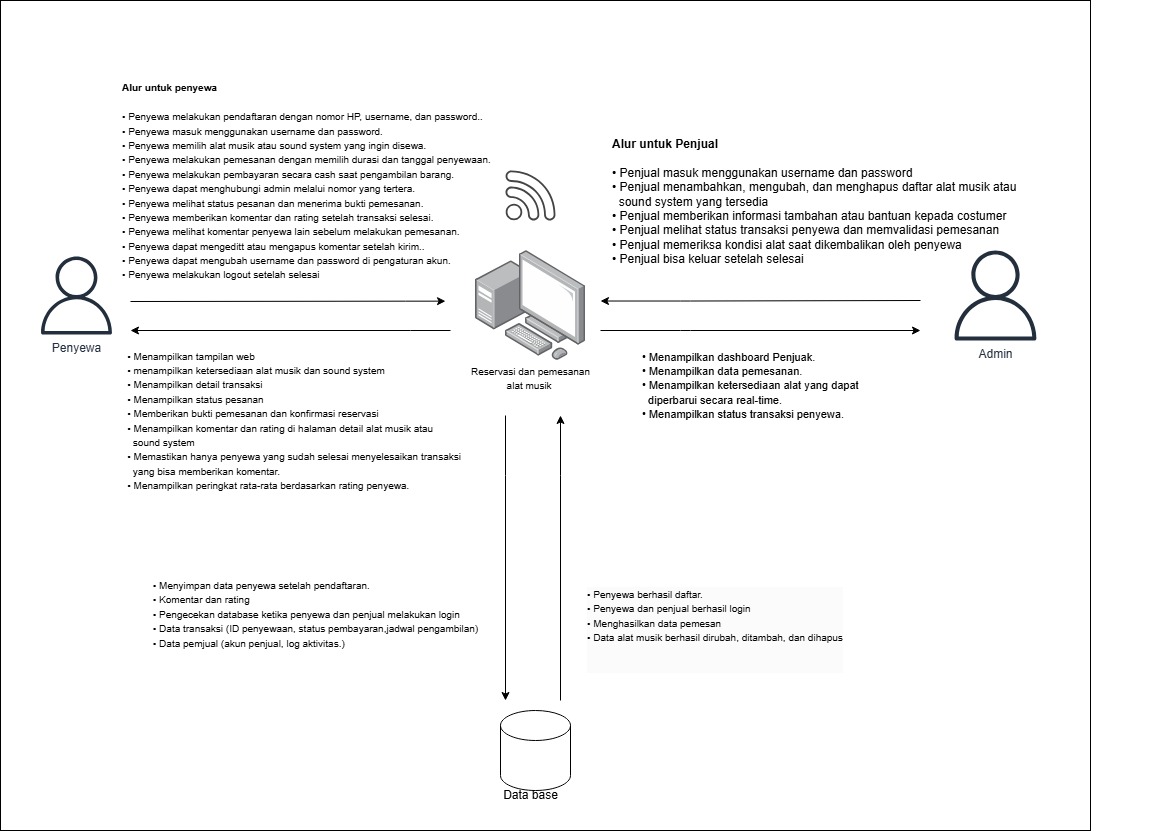 Alur untuk penyewa
• Penyewa melakukan pendaftaran dengan nomor HP, username, dan password..
• Penyewa masuk menggunakan username dan password.
• Penyewa memilih alat musik atau sound system yang ingin disewa.
• Penyewa melakukan pemesanan dengan memilih durasi dan tanggal penyewaan.
• Penyewa melakukan pembayaran secara cash saat pengambilan barang.
• Penyewa dapat menghubungi admin melalui nomor yang tertera.
• Penyewa melihat status pesanan dan menerima bukti pemesanan.
• Penyewa memberikan komentar dan rating setelah transaksi selesai.
• Penyewa melihat komentar penyewa lain sebelum melakukan pemesanan.
• Penyewa dapat mengeditt atau mengapus komentar setelah kirim..
• Penyewa dapat mengubah username dan password di pengaturan akun.
• Penyewa melakukan logout setelah selesai
Alur untuk Penjual
• Penjual masuk menggunakan username dan password
• Penjual menambahkan, mengubah, dan menghapus daftar alat musik atau
sound system yang tersedia
• Penjual memberikan informasi tambahan atau bantuan kepada costumer
• Penjual melihat status transaksi penyewa dan memvalidasi pemesanan
• Penjual memeriksa kondisi alat saat dikembalikan oleh penyewa
• Penjual bisa keluar setelah selesai
Penyewa
Reservasi dan pemesanan
alat musik
Admin
• Menampilkan tampilan web
• menampilkan ketersediaan alat musik dan sound system
• Menampilkan detail transaksi
• Menampilkan status pesanan
• Memberikan bukti pemesanan dan konfirmasi reservasi
• Menampilkan komentar dan rating di halaman detail alat musik atau
sound system
• Memastikan hanya penyewa yang sudah selesai menyelesaikan transaksi
yang bisa memberikan komentar.
• Menampilkan peringkat rata-rata berdasarkan rating penyewa.
• Menampilkan dashboard Penjuak.
• Menampilkan data pemesanan.
• Menampilkan ketersediaan alat yang dapat
diperbarui secara real-time.
• Menampilkan status transaksi penyewa.
• Menyimpan data penyewa setelah pendaftaran.
• Komentar dan rating
• Pengecekan database ketika penyewa dan penjual melakukan login
• Data transaksi (ID penyewaan, status pembayaran,jadwal pengambilan)
• Data pemjual (akun penjual, log aktivitas.)
• Penyewa berhasil daftar.
• Penyewa dan penjual berhasil login
• Menghasilkan data pemesan
• Data alat musik berhasil dirubah, ditambah, dan dihapus
Data base